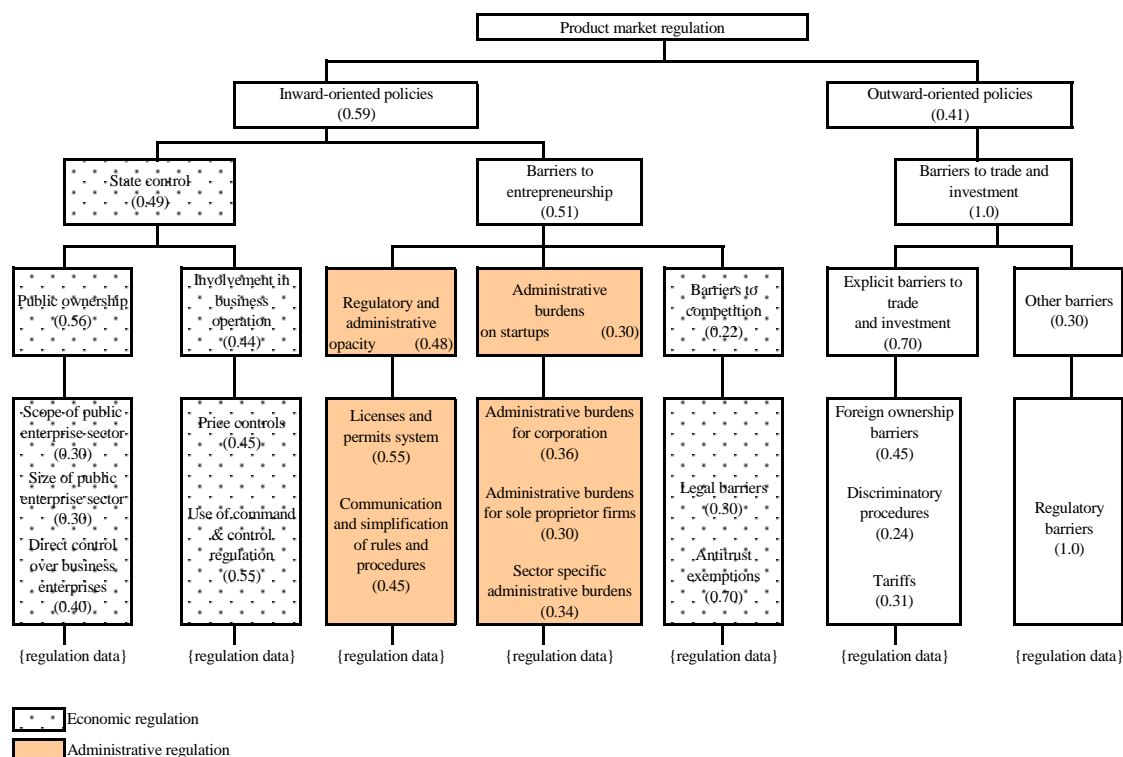 Product market regulation
Inward-oriented policies
(0.59)
Outward-oriented policies
(0.41)
State control
(0.49)
Barriers to
entrepreneurship
(0.51)
Barriers to trade and
investment
(1.0)
Public ownership
(0.56)
Involvement in
business
operation
(0.44)
Regulatory and
administrative
opacity (0.48)
Administrative
burdens
on startups (0.30)
Barriers to
competition
(0.22)
Explicit barriers to
trade
and investment
(0.70)
Other barriers
(0.30)
Scope of public
enterprise sector
(0.30)
Size of public
enterprise sector
(0.30)
Direct control
over business
enterprises
(0.40)
Price controls
(0.45)
Use of command
& control
regulation
(0.55)
Licenses and
permits system
(0.55)
Communication
and simplification
of rules and
procedures
(0.45)
Administrative burdens
for corporation
(0.36)
Administrative burdens
for sole proprietor firms
(0.30)
Sector specific
administrative burdens
(0.34)
Legal barriers
(0.30)
Antitrust
exemptions
(0.70)
Foreign ownership
barriers
(0.45)
Discriminatory
procedures
(0.24)
Tariffs
(0.31)
Regulatory
barriers
(1.0)
{regulation data}
{regulation data}
{regulation data}
{regulation data}
{regulation data}
{regulation data}
{regulation data}
Economic regulation
Administrative regulation